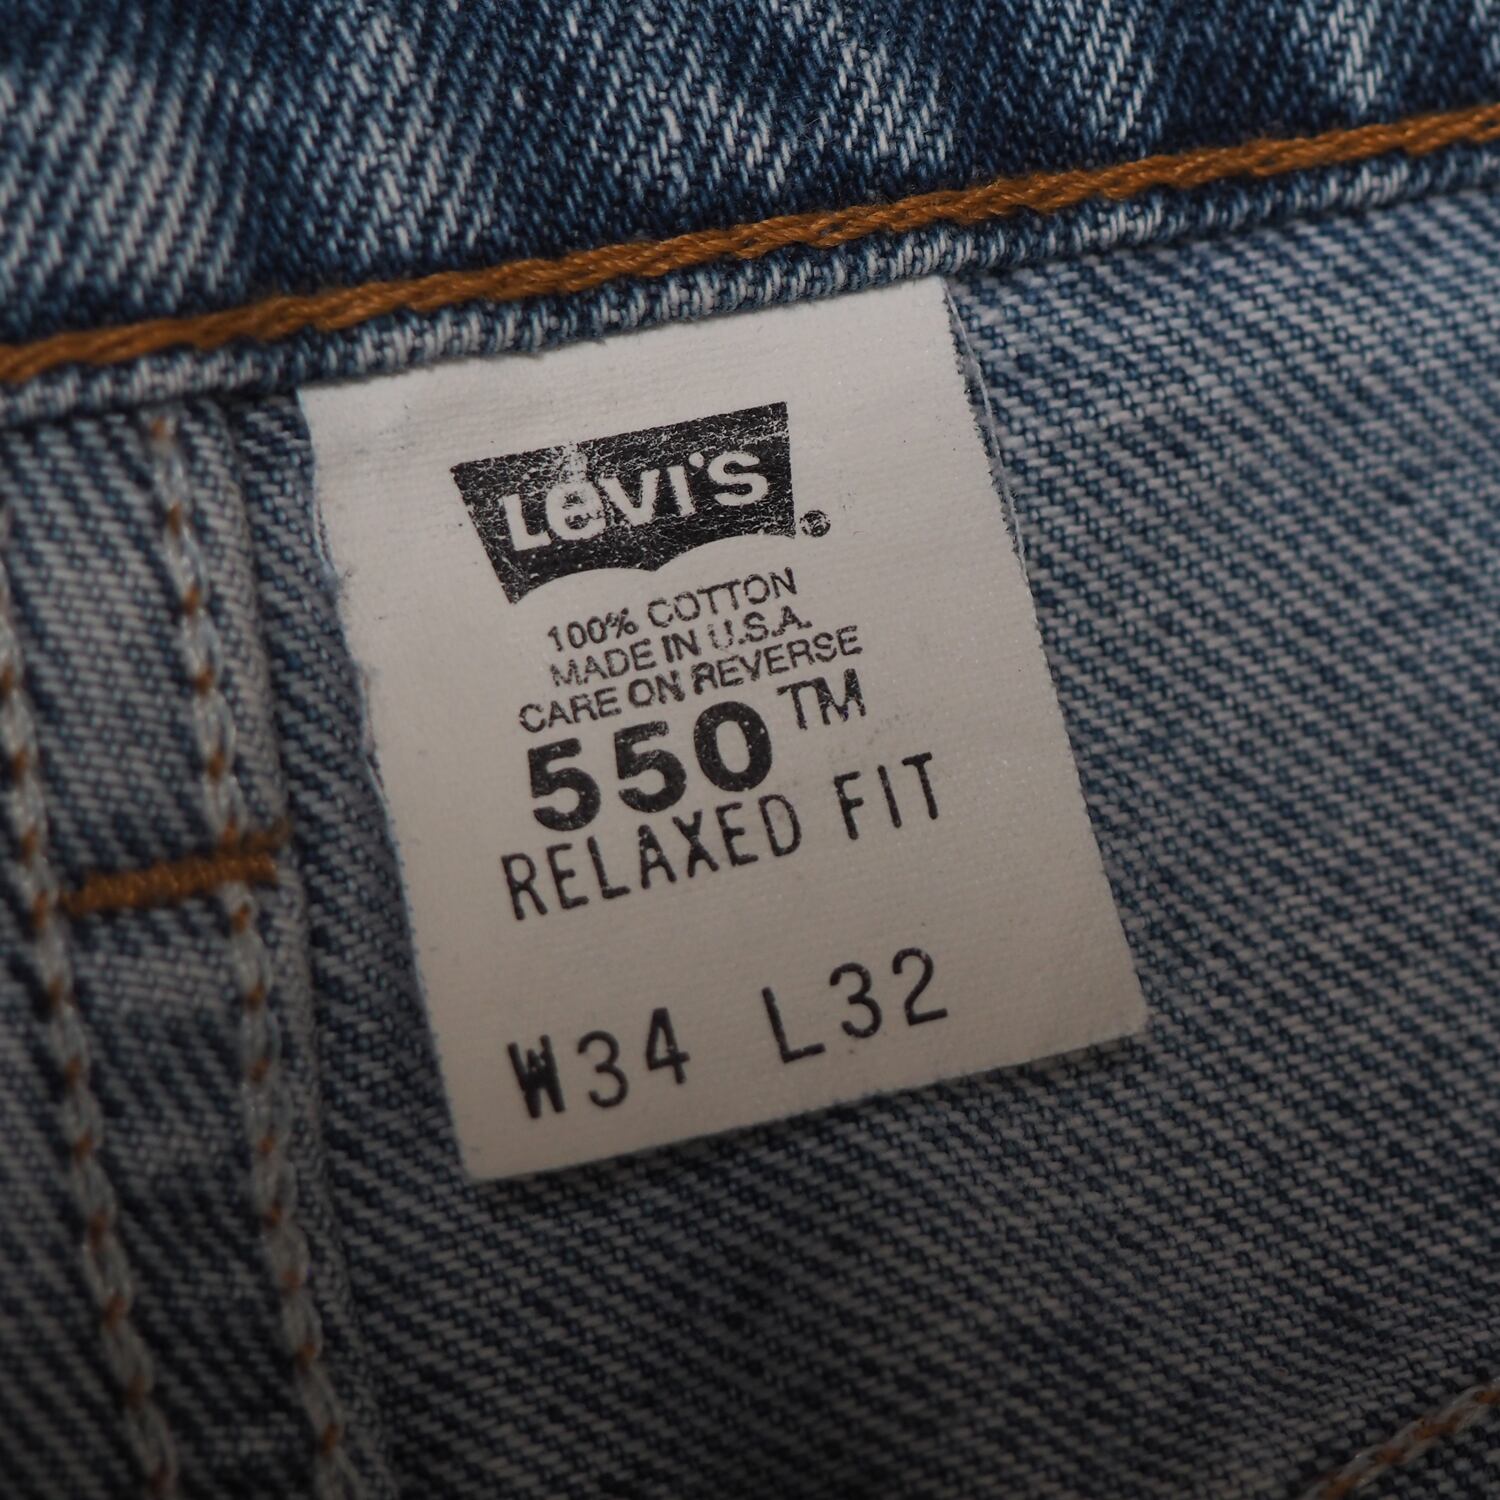 Levi's®
100% COTTON
MADE IN U.S.A.
CARE ON REVERSE
550™
RELAXED FIT
W34 L32